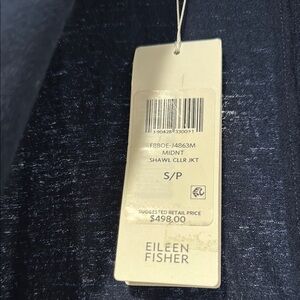 F8BOE-J4863M
MIDNT
SHAWL CLLR JKT
S/P
SUGGESTED RETAIL PRICE
$498.00
EILEEN
FISHER